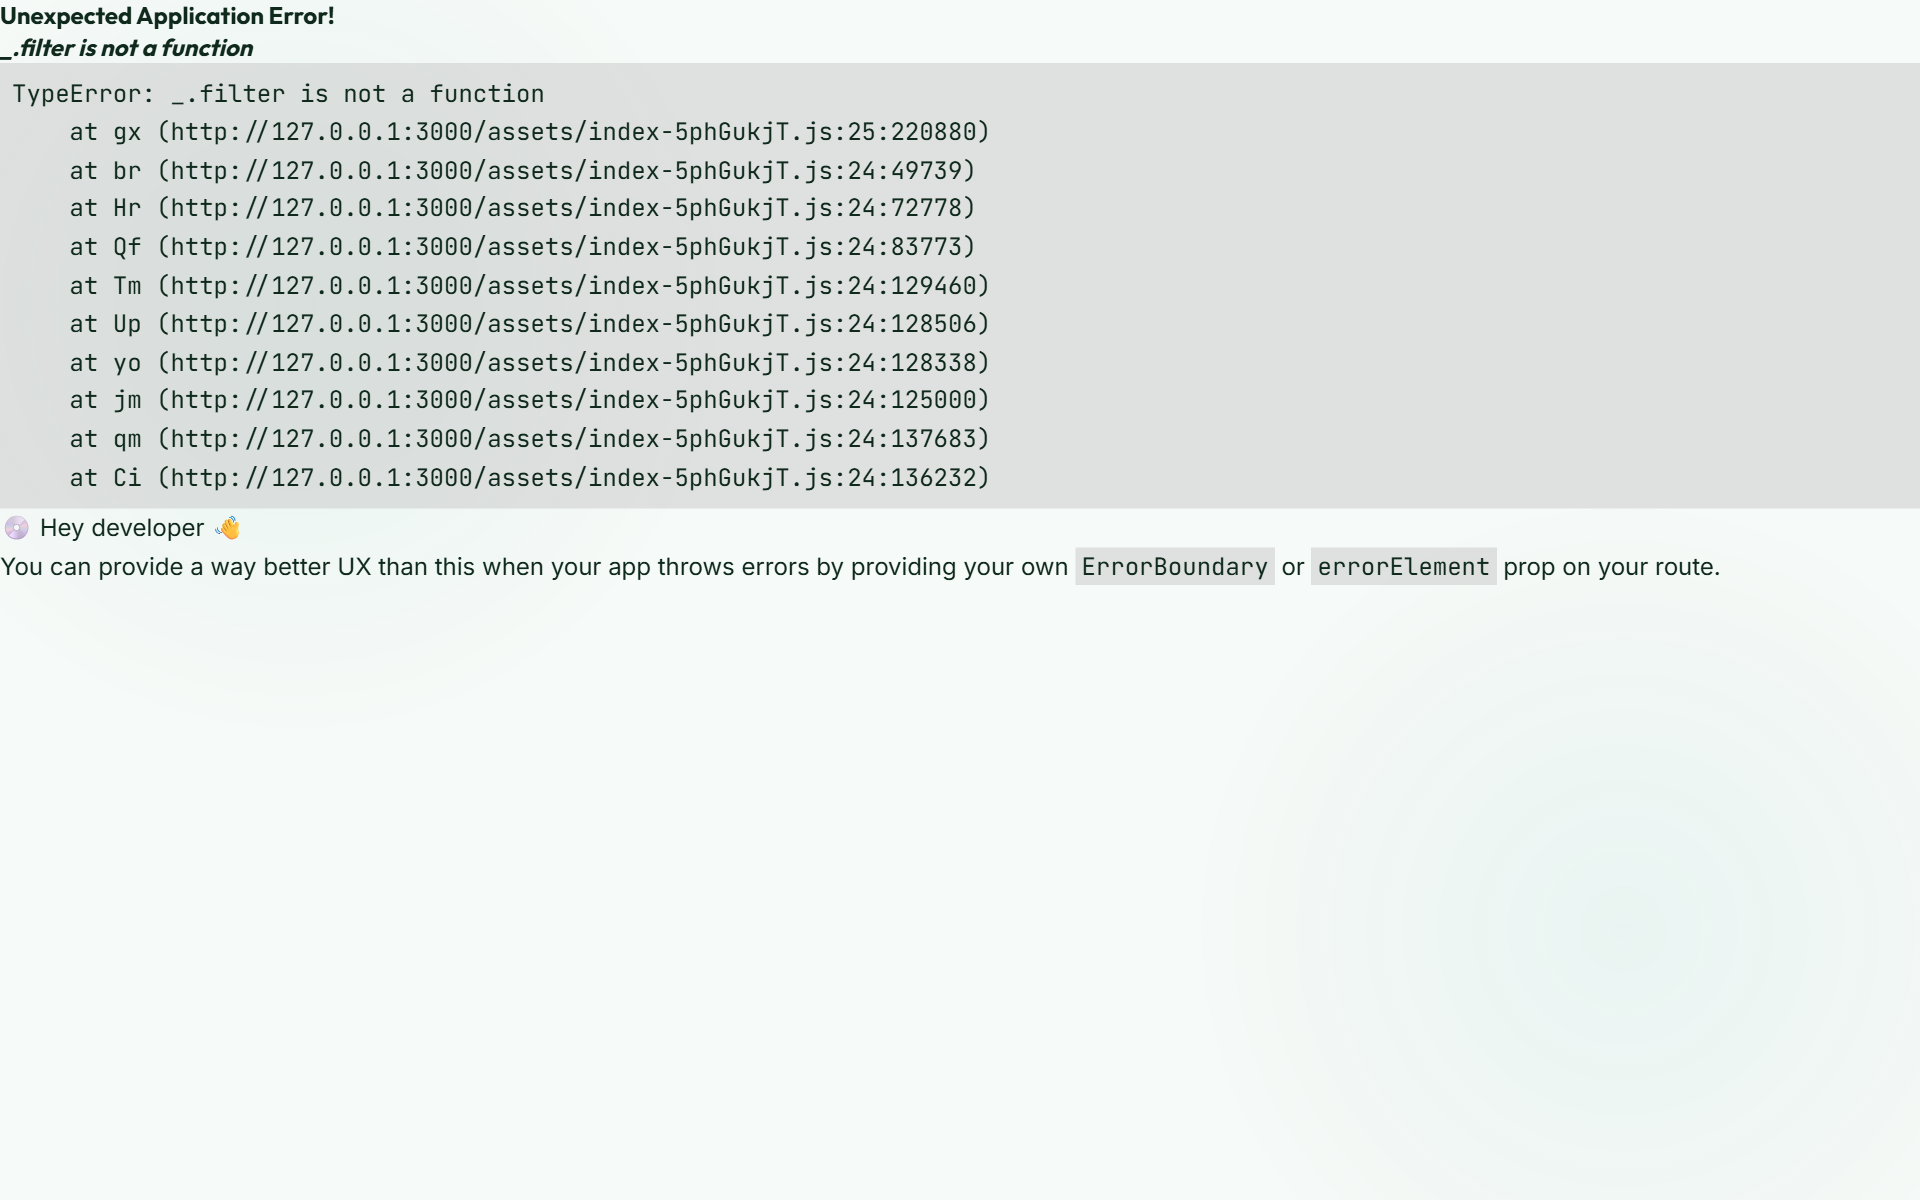 Unexpected Application Error!
_.filter is not a function
TypeError: _.filter is not a function
    at gx (http://127.0.0.1:3000/assets/index-5phGukjT.js:25:220880)
    at br (http://127.0.0.1:3000/assets/index-5phGukjT.js:24:49739)
    at Hr (http://127.0.0.1:3000/assets/index-5phGukjT.js:24:72778)
    at Qf (http://127.0.0.1:3000/assets/index-5phGukjT.js:24:83773)
    at Tm (http://127.0.0.1:3000/assets/index-5phGukjT.js:24:129460)
    at Up (http://127.0.0.1:3000/assets/index-5phGukjT.js:24:128506)
    at yo (http://127.0.0.1:3000/assets/index-5phGukjT.js:24:128338)
    at jm (http://127.0.0.1:3000/assets/index-5phGukjT.js:24:125000)
    at qm (http://127.0.0.1:3000/assets/index-5phGukjT.js:24:137683)
    at Ci (http://127.0.0.1:3000/assets/index-5phGukjT.js:24:136232)
💿 Hey developer 👋
You can provide a way better UX than this when your app throws errors by providing your own ErrorBoundary or errorElement prop on your route.